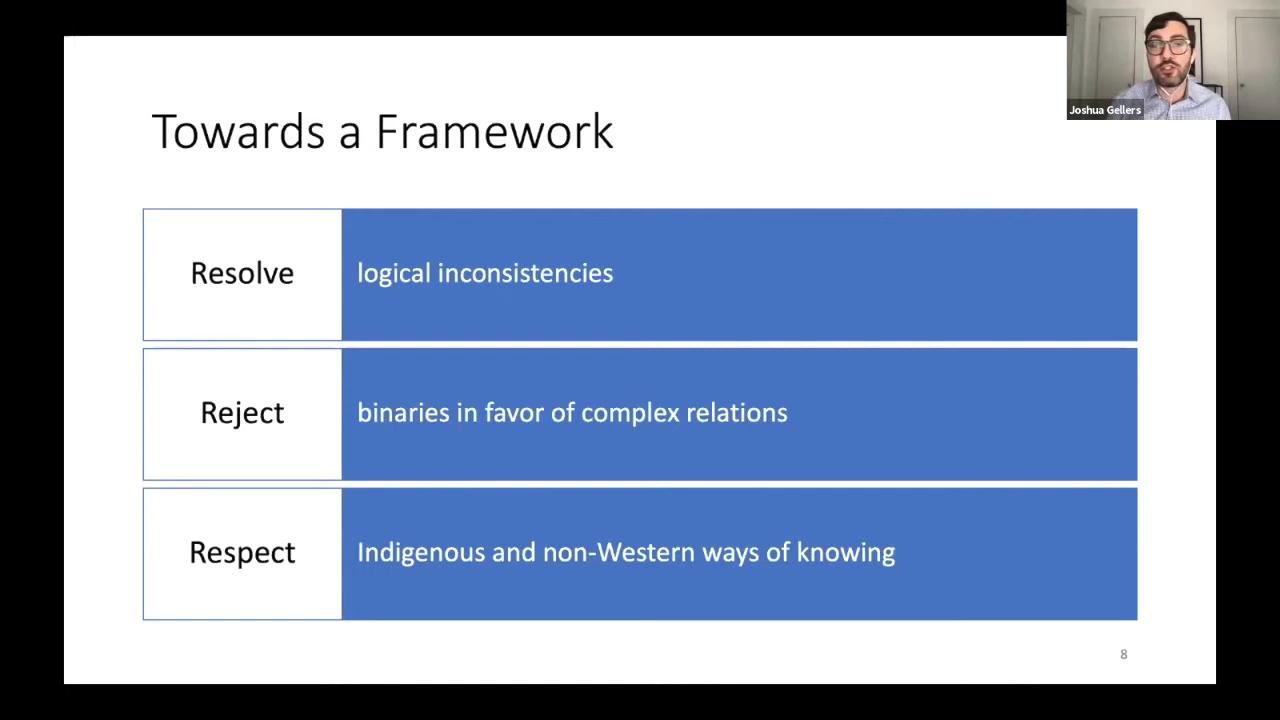 Joshua Gellers
Towards a Framework
Resolve
logical inconsistencies
Reject
binaries in favor of complex relations
Respect
Indigenous and non-Western ways of knowing
8